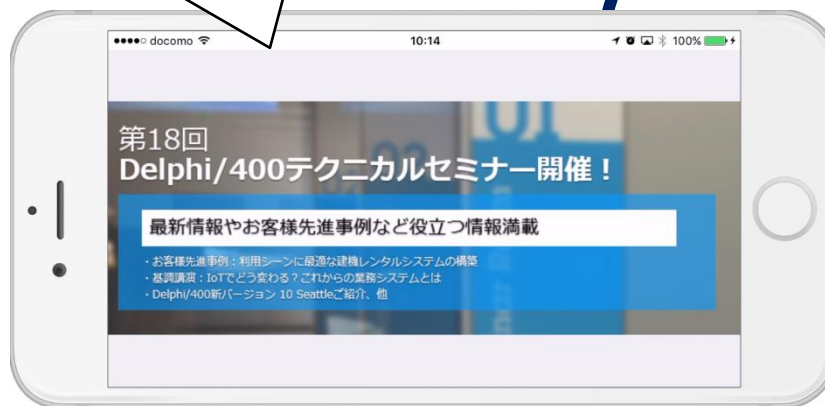 docomo
10:14
100%
第18回
Delphi/400テクニカルセミナー開催！
最新情報やお客様先進事例など役立つ情報満載
・お客様先進事例：利用シーンに最適な建機レンタルシステムの構築
・基調講演：IoTでどう変わる？これからの業務システムとは
・Delphi/400新バージョン 10 Seattleご紹介、他
01